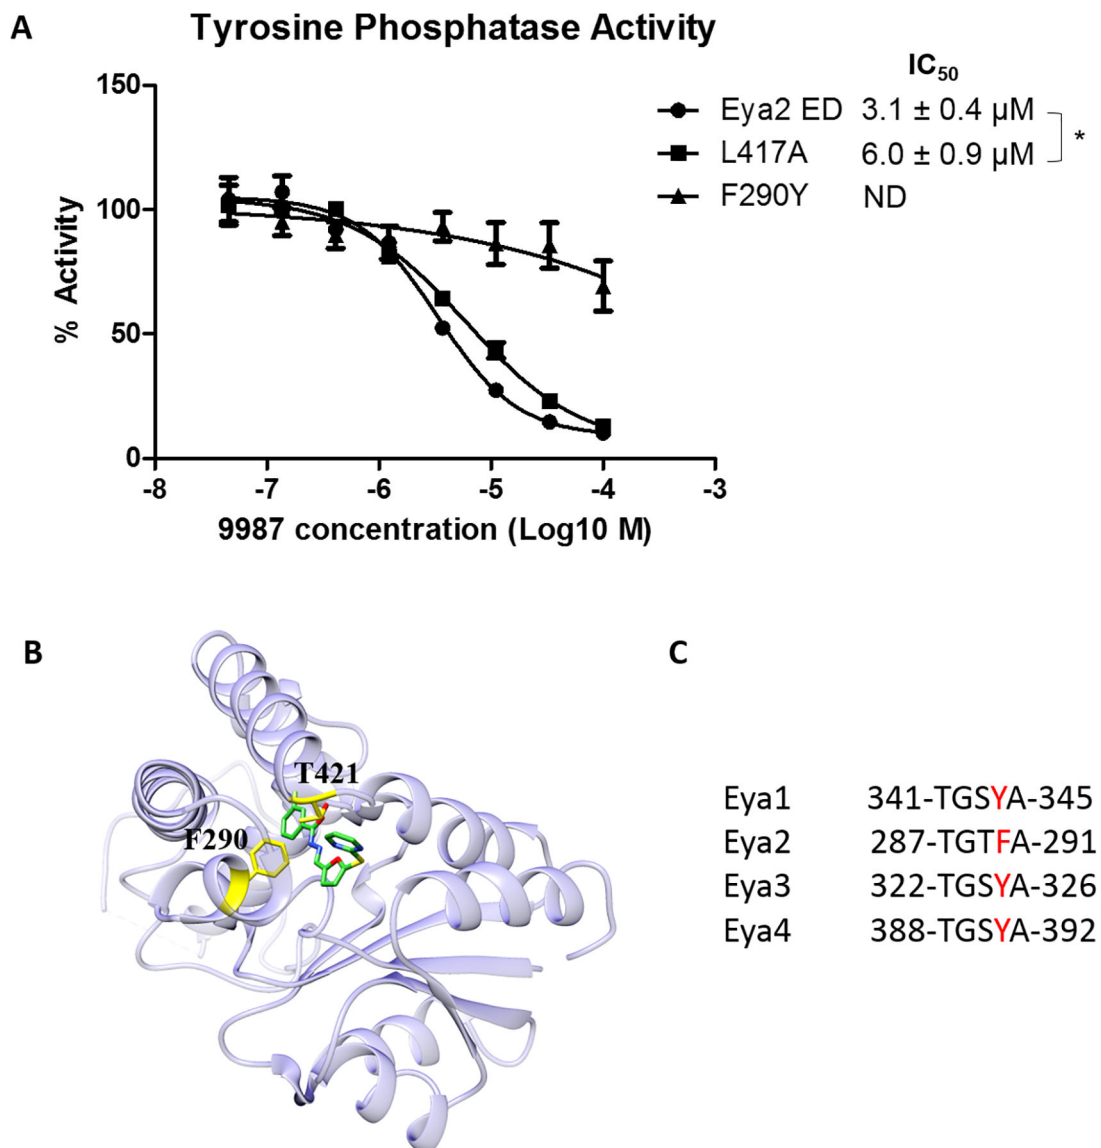 A
Tyrosine Phosphatase Activity
IC50
Eya2 ED 3.1 ± 0.4 µM
*
L417A 6.0 ± 0.9 µM
F290Y ND
150
100
50
0
% Activity
-8 -7 -6 -5 -4 -3
9987 concentration (Log10 M)
B
T421
F290
C
Eya1 341-TGSYA-345
Eya2 287-TGTFA-291
Eya3 322-TGSYA-326
Eya4 388-TGSYA-392